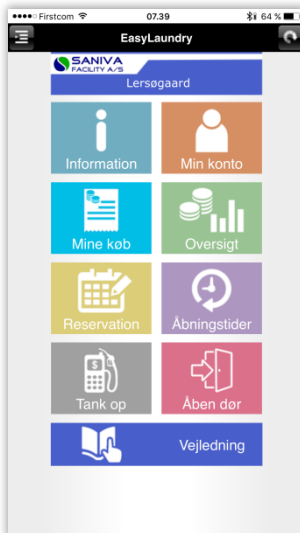 Firstcom 07.39 64 %
EasyLaundry
SANIVA
FACILITY A/S
Lersøgaard
Information Min konto
Mine køb Oversigt
Reservation Åbningstider
$
Tank op Åben dør
Vejledning